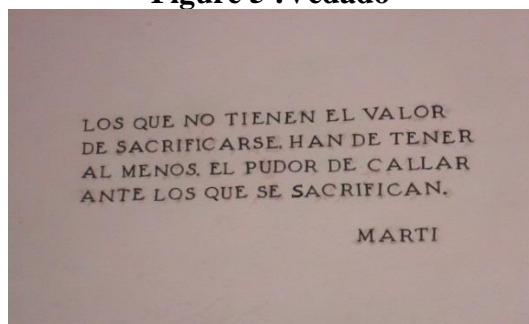 Figure 5 :Vedado
LOS QUE NO TIENEN EL VALOR
DE SACRIFICARSE, HAN DE TENER
AL MENOS, EL PUDOR DE CALLAR
ANTE LOS QUE SE SACRIFICAN.
MARTI